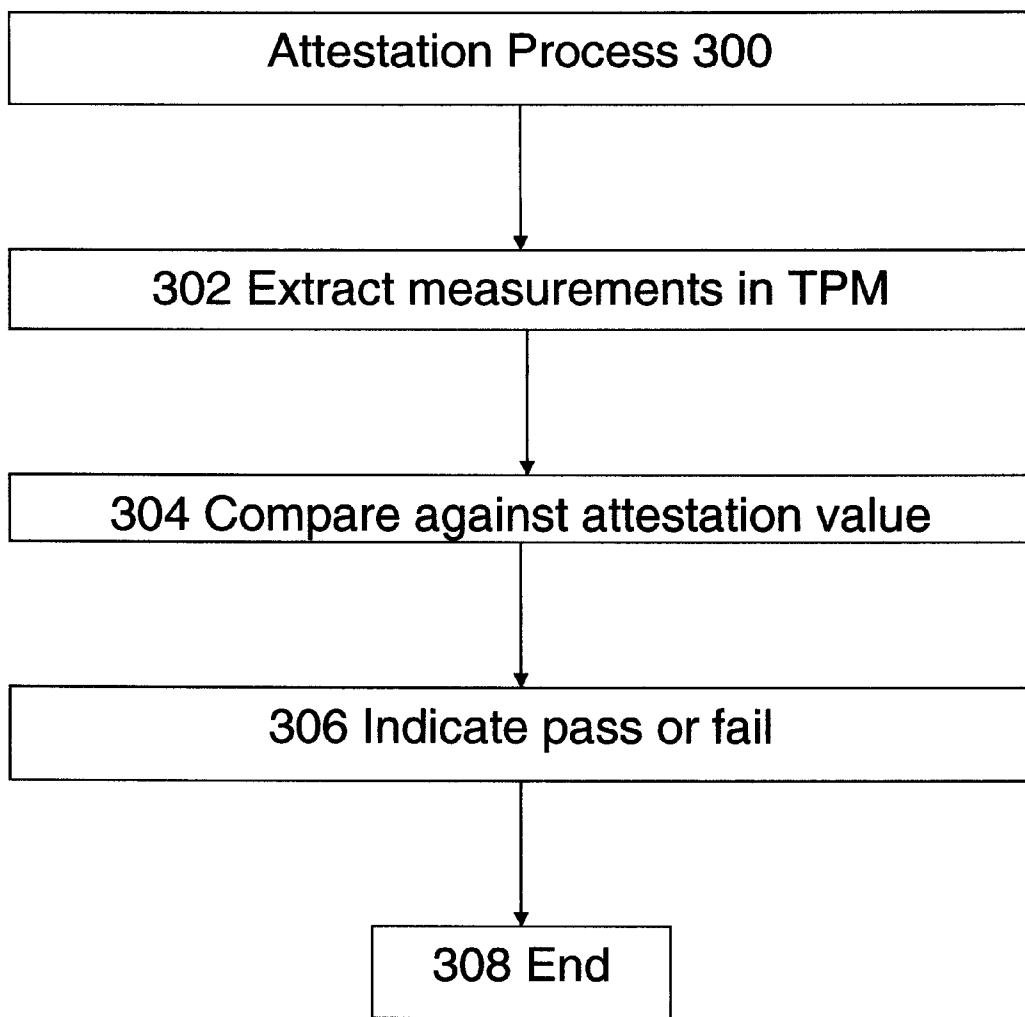 Attestation Process 300
302 Extract measurements in TPM
304 Compare against attestation value
306 Indicate pass or fail
308 End